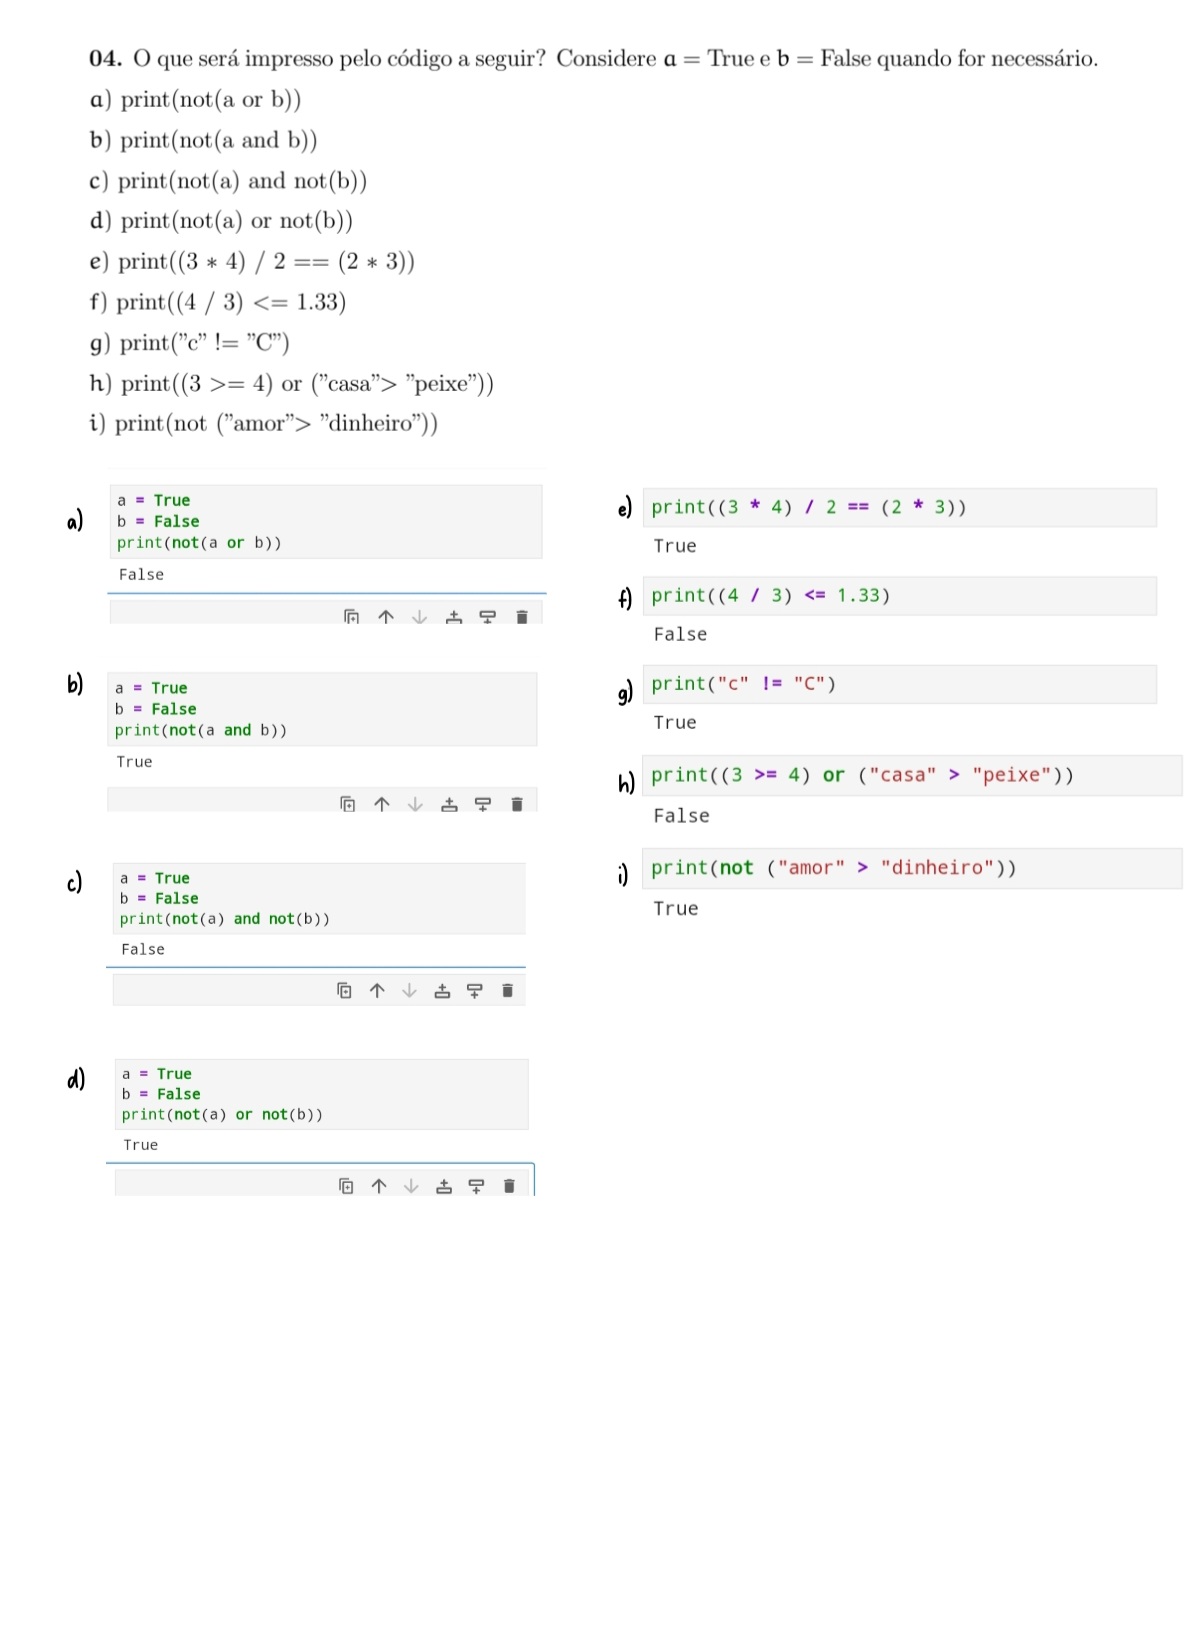 04. O que será impresso pelo código a seguir? Considere a = True e b = False quando for necessário.
a) print(not(a or b))
b) print(not(a and b))
c) print(not(a) and not(b))
d) print(not(a) or not(b))
e) print((3 * 4) / 2 == (2 * 3))
f) print((4 / 3) <= 1.33)
g) print(”c” != ”C”)
h) print((3 >= 4) or (”casa”> ”peixe”))
i) print(not (”amor”> ”dinheiro”))
a)
a = True
b = False
print(not(a or b))
False
b)
a = True
b = False
print(not(a and b))
True
c)
a = True
b = False
print(not(a) and not(b))
False
d)
a = True
b = False
print(not(a) or not(b))
True
e) print((3 * 4) / 2 == (2 * 3))
True
f) print((4 / 3) <= 1.33)
False
g) print("c" != "C")
True
h) print((3 >= 4) or ("casa" > "peixe"))
False
i) print(not ("amor" > "dinheiro"))
True